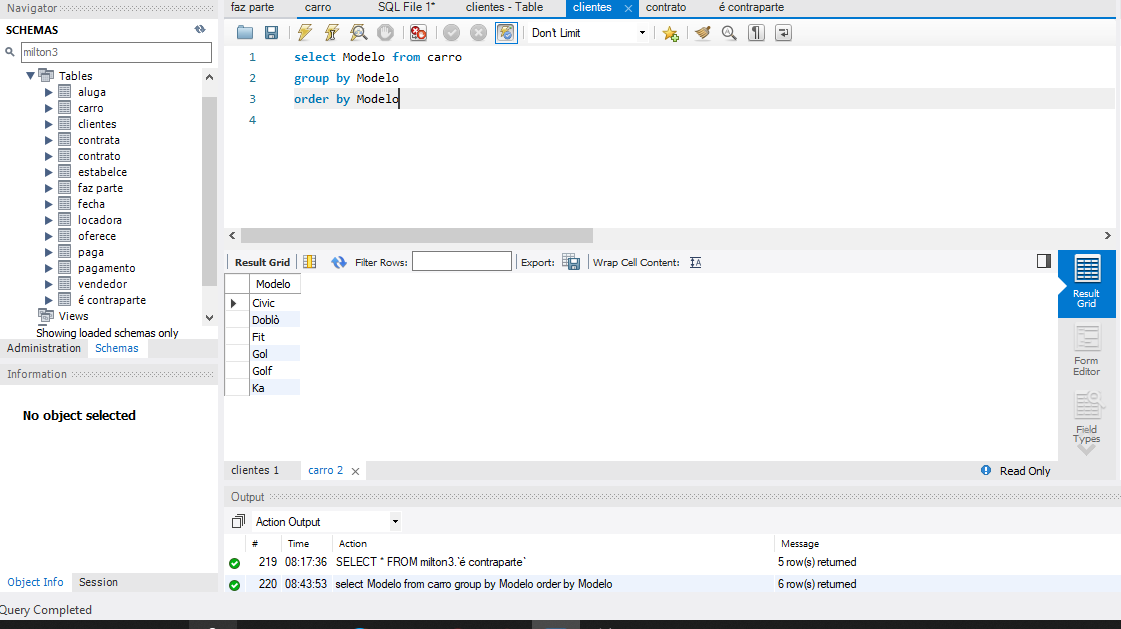 Navigator
SCHEMAS
milton3
Tables
aluga
carro
clientes
contrata
contrato
estabelce
faz parte
fecha
locadora
oferece
paga
pagamento
vendedor
é contraparte
Views
Showing loaded schemas only
Administration Schemas
Information
No object selected
Object Info Session
Query Completed
faz parte carro SQL File 1* clientes - Table clientes contrato é contraparte
Don't Limit
1 select Modelo from carro
2 group by Modelo
3 order by Modelo
4
Result Grid Filter Rows: Export: Wrap Cell Content:
Modelo
Civic
Doblò
Fit
Gol
Golf
Ka
Result
Grid
Form
Editor
Field
Types
clientes 1 carro 2 Read Only
Output
Action Output
# Time Action Message
219 08:17:36 SELECT * FROM milton3.`é contraparte` 5 row(s) returned
220 08:43:53 select Modelo from carro group by Modelo order by Modelo 6 row(s) returned